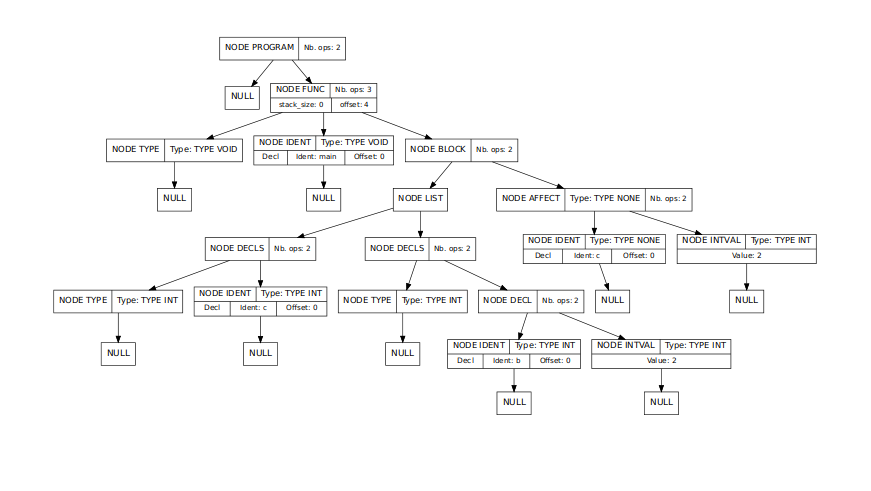 NODE PROGRAM Nb. ops: 2
NULL
NODE FUNC Nb. ops: 3
stack_size: 0 offset: 4
NODE TYPE Type: TYPE VOID
NODE IDENT Type: TYPE VOID
Decl Ident: main Offset: 0
NODE BLOCK Nb. ops: 2
NULL
NULL
NODE LIST
NODE AFFECT Type: TYPE NONE Nb. ops: 2
NODE DECLS Nb. ops: 2
NODE DECLS Nb. ops: 2
NODE IDENT Type: TYPE NONE
Decl Ident: c Offset: 0
NODE INTVAL Type: TYPE INT
Value: 2
NODE TYPE Type: TYPE INT
NODE IDENT Type: TYPE INT
Decl Ident: c Offset: 0
NODE TYPE Type: TYPE INT
NODE DECL Nb. ops: 2
NULL
NULL
NULL
NULL
NULL
NODE IDENT Type: TYPE INT
Decl Ident: b Offset: 0
NODE INTVAL Type: TYPE INT
Value: 2
NULL
NULL